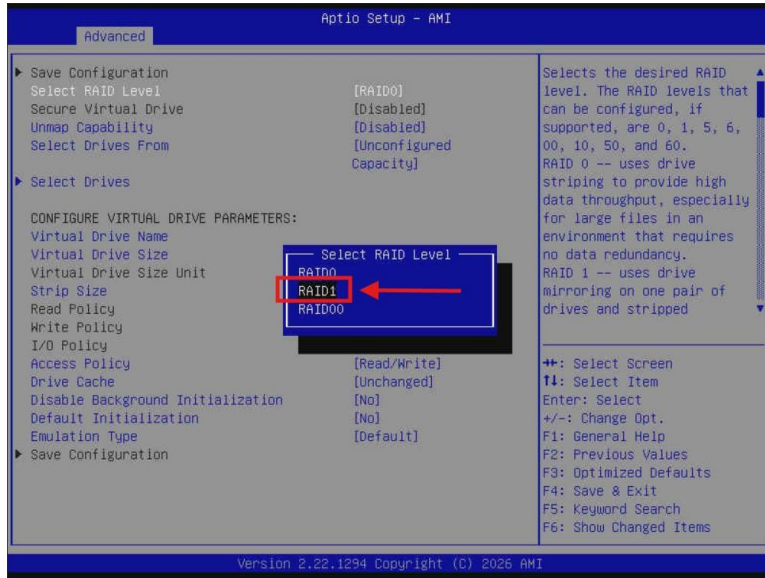 Aptio Setup - AMI
Advanced
Save Configuration
Select RAID Level [RAID0]
Secure Virtual Drive [Disabled]
Unmap Capability [Disabled]
Select Drives From [Unconfigured
Capacity]
Select Drives
CONFIGURE VIRTUAL DRIVE PARAMETERS:
Virtual Drive Name
Virtual Drive Size
Virtual Drive Size Unit
Strip Size
Read Policy
Write Policy
I/O Policy
Access Policy [Read/Write]
Drive Cache [Unchanged]
Disable Background Initialization [No]
Default Initialization [No]
Emulation Type [Default]
Save Configuration
Select RAID Level
RAID0
RAID1
RAID00
Selects the desired RAID
level. The RAID levels that
can be configured, if
supported, are 0, 1, 5, 6,
00, 10, 50, and 60.
RAID 0 -- uses drive
striping to provide high
data throughput, especially
for large files in an
environment that requires
no data redundancy.
RAID 1 -- uses drive
mirroring on one pair of
drives and stripped
→←: Select Screen
↑↓: Select Item
Enter: Select
+/-: Change Opt.
F1: General Help
F2: Previous Values
F3: Optimized Defaults
F4: Save & Exit
F5: Keyword Search
F6: Show Changed Items
Version 2.22.1294 Copyright (C) 2026 AMI